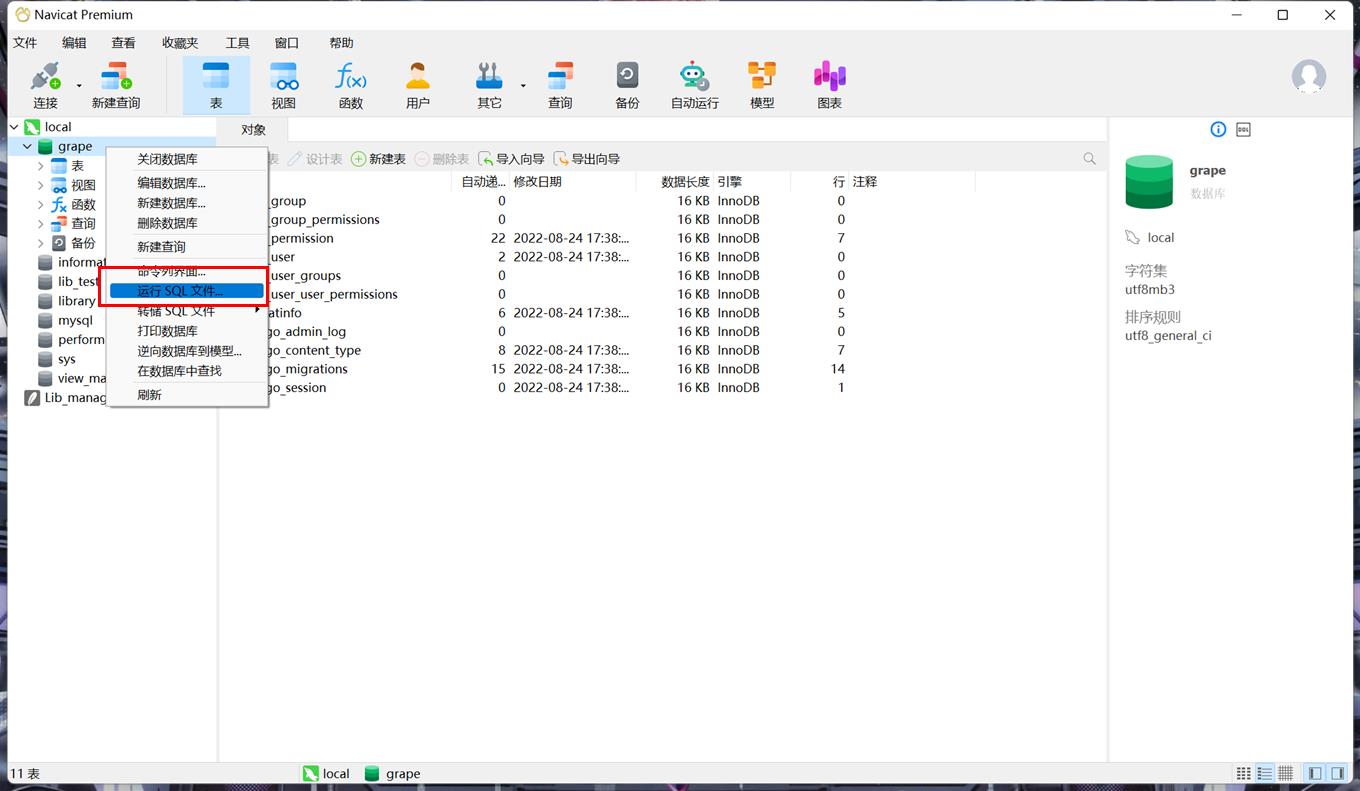 Navicat Premium
文件 编辑 查看 收藏夹 工具 窗口 帮助
连接 新建查询 表 视图 函数 用户 其它 查询 备份 自动运行 模型 图表
local
grape
表
视图
函数
查询
备份
informat
lib_test
library
mysql
perform
sys
view_ma
Lib_manag
关闭数据库
编辑数据库...
新建数据库...
删除数据库
新建查询
命令列界面...
运行 SQL 文件...
转储 SQL 文件
打印数据库
逆向数据库到模型...
在数据库中查找
刷新
对象
表 设计表 新建表 删除表 导入向导 导出向导
自动递... 修改日期 数据长度 引擎 行 注释
_group 0 16 KB InnoDB 0
_group_permissions 0 16 KB InnoDB 0
_permission 22 2022-08-24 17:38:... 16 KB InnoDB 7
_user 2 2022-08-24 17:38:... 16 KB InnoDB 0
_user_groups 0 16 KB InnoDB 0
_user_user_permissions 0 16 KB InnoDB 0
atinfo 6 2022-08-24 17:38:... 16 KB InnoDB 5
go_admin_log 0 16 KB InnoDB 0
go_content_type 8 2022-08-24 17:38:... 16 KB InnoDB 7
go_migrations 15 2022-08-24 17:38:... 16 KB InnoDB 14
go_session 0 2022-08-24 17:38:... 16 KB InnoDB 1
DDL
grape
数据库
local
字符集
utf8mb3
排序规则
utf8_general_ci
11 表 local grape